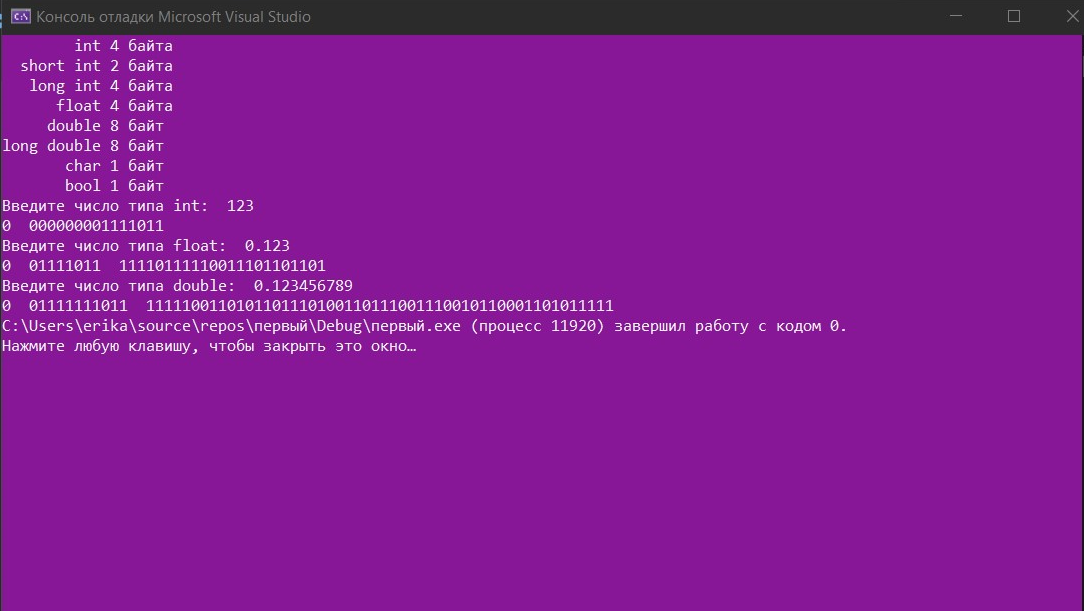 Консоль отладки Microsoft Visual Studio
int 4 байта
short int 2 байта
long int 4 байта
float 4 байта
double 8 байт
long double 8 байт
char 1 байт
bool 1 байт
Введите число типа int:  123
0  000000001111011
Введите число типа float:  0.123
0  01111011  11110111110011101101101
Введите число типа double:  0.123456789
0  01111111011  1111100110101101110100110111001110010110001101011111
C:\Users\erika\source\repos\первый\Debug\первый.exe (процесс 11920) завершил работу с кодом 0.
Нажмите любую клавишу, чтобы закрыть это окно…